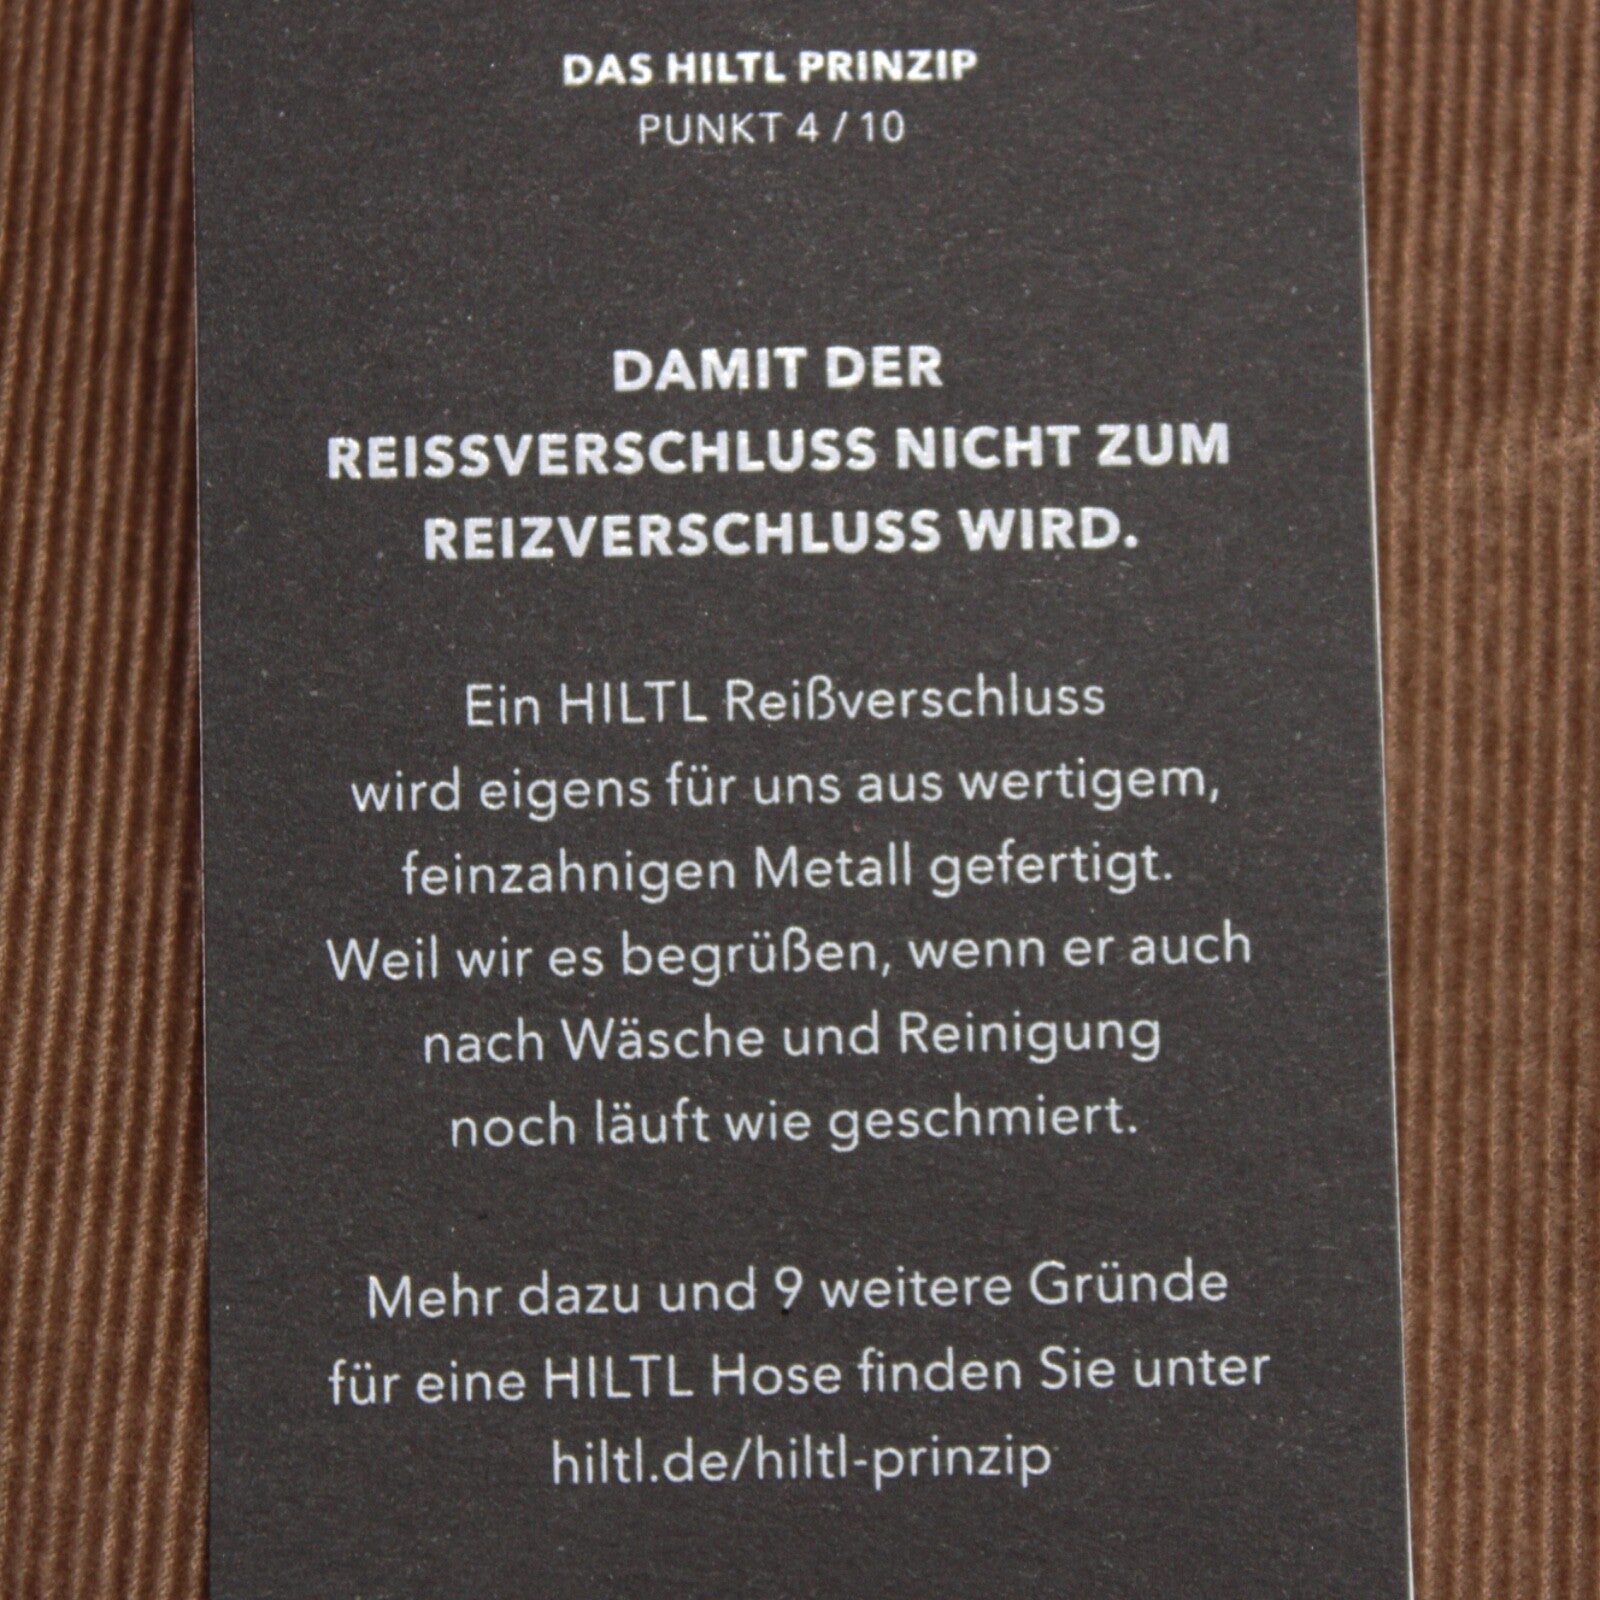 DAS HILTL PRINZIP
PUNKT 4 / 10
DAMIT DER
REISSVERSCHLUSS NICHT ZUM
REIZVERSCHLUSS WIRD.
Ein HILTL Reißverschluss
wird eigens für uns aus wertigem,
feinzahnigen Metall gefertigt.
Weil wir es begrüßen, wenn er auch
nach Wäsche und Reinigung
noch läuft wie geschmiert.
Mehr dazu und 9 weitere Gründe
für eine HILTL Hose finden Sie unter
hiltl.de/hiltl-prinzip